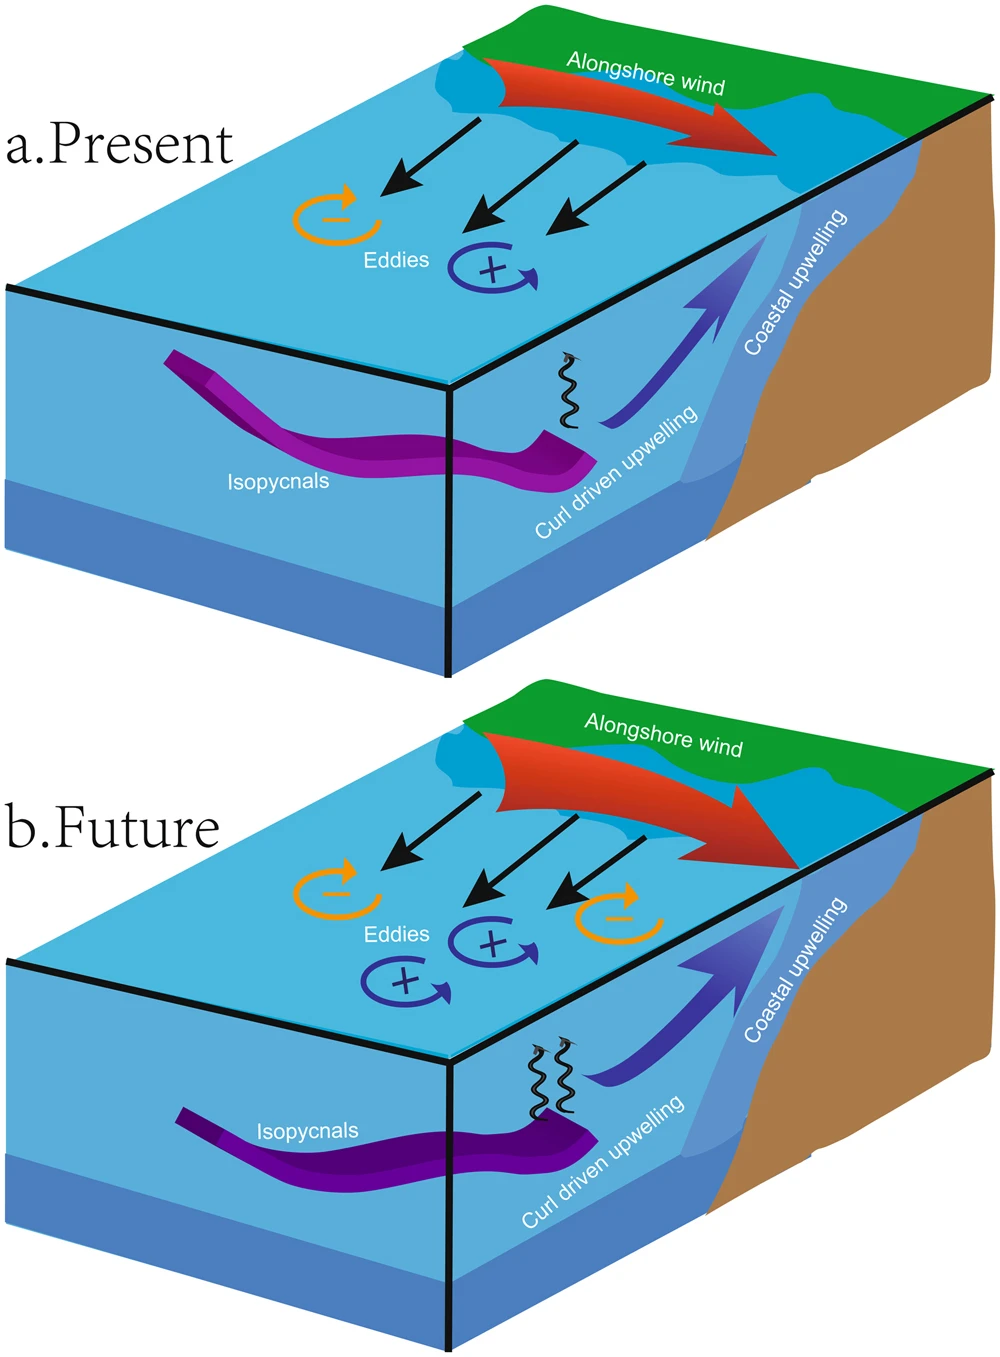 Alongshore wind
a.Present
Eddies
Coastal upwelling
Curl driven upwelling
Isopycnals
Alongshore wind
b.Future
Eddies
Coastal upwelling
Isopycnals
Curl driven upwelling